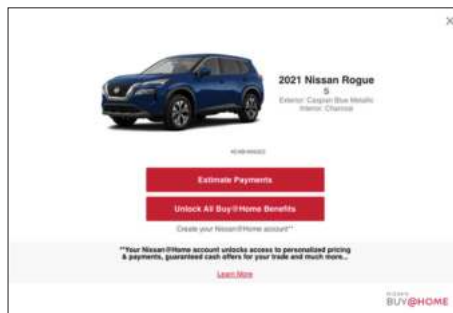 2021 Nissan Rogue
S
Exterior: Caspian Blue Metallic
Interior: Charcoal
Estimate Payments
Unlock All Buy@Home Benefits
Create your Nissan@Home account**
**Your Nissan@Home account unlocks access to personalized pricing
& payments, guaranteed cash offers for your trade and much more...
Learn More
NISSAN
BUY@HOME